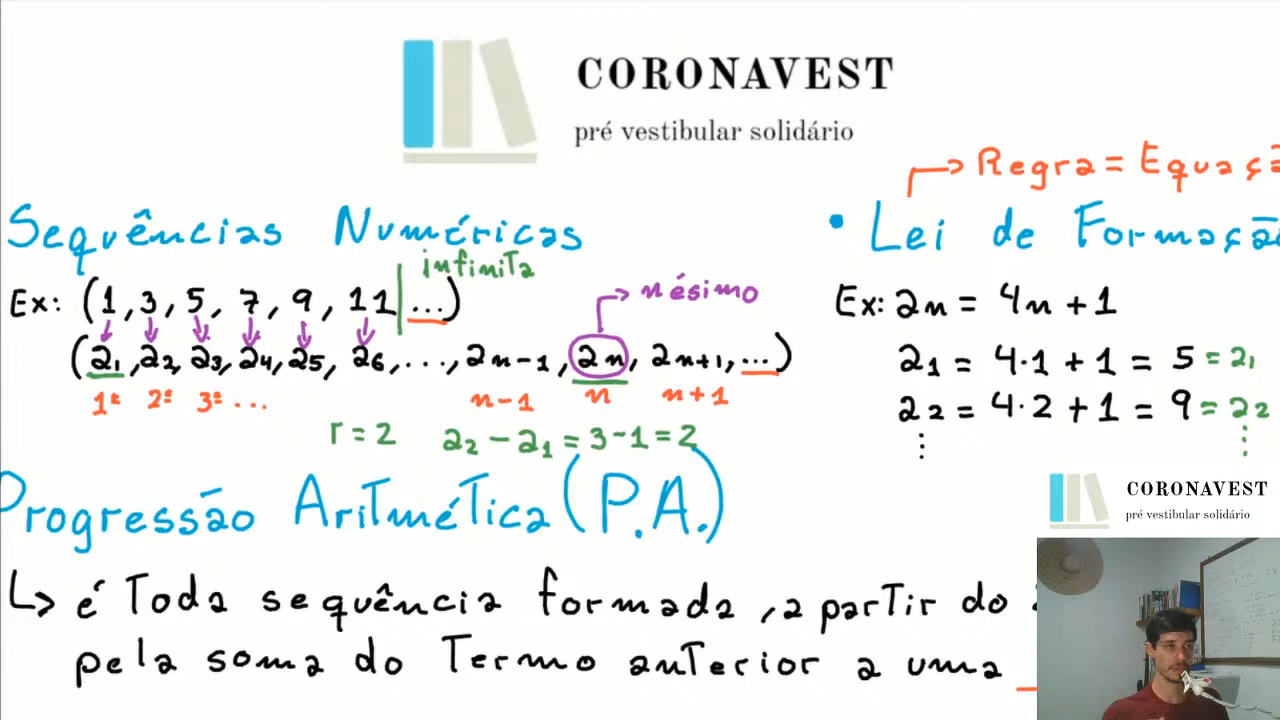 CORONAVEST
pré vestibular solidário
Sequências Numéricas
infinita
Ex: (1, 3, 5, 7, 9, 11, ...)
nésimo
(a₁, a₂, a₃, a₄, a₅, a₆, ..., aₙ₋₁, aₙ, aₙ₊₁, ...)
1º 2º 3º ... n-1 n n+1
r = 2 a₂ - a₁ = 3 - 1 = 2
Regra = Equaçã
• Lei de Formação
Ex: aₙ = 4n + 1
a₁ = 4·1 + 1 = 5 = a₁
a₂ = 4·2 + 1 = 9 = a₂
Progressão Aritmética (P.A.)
↳ é Toda sequência formada, a partir do
pela soma do Termo anterior a uma
CORONAVEST
pré vestibular solidário